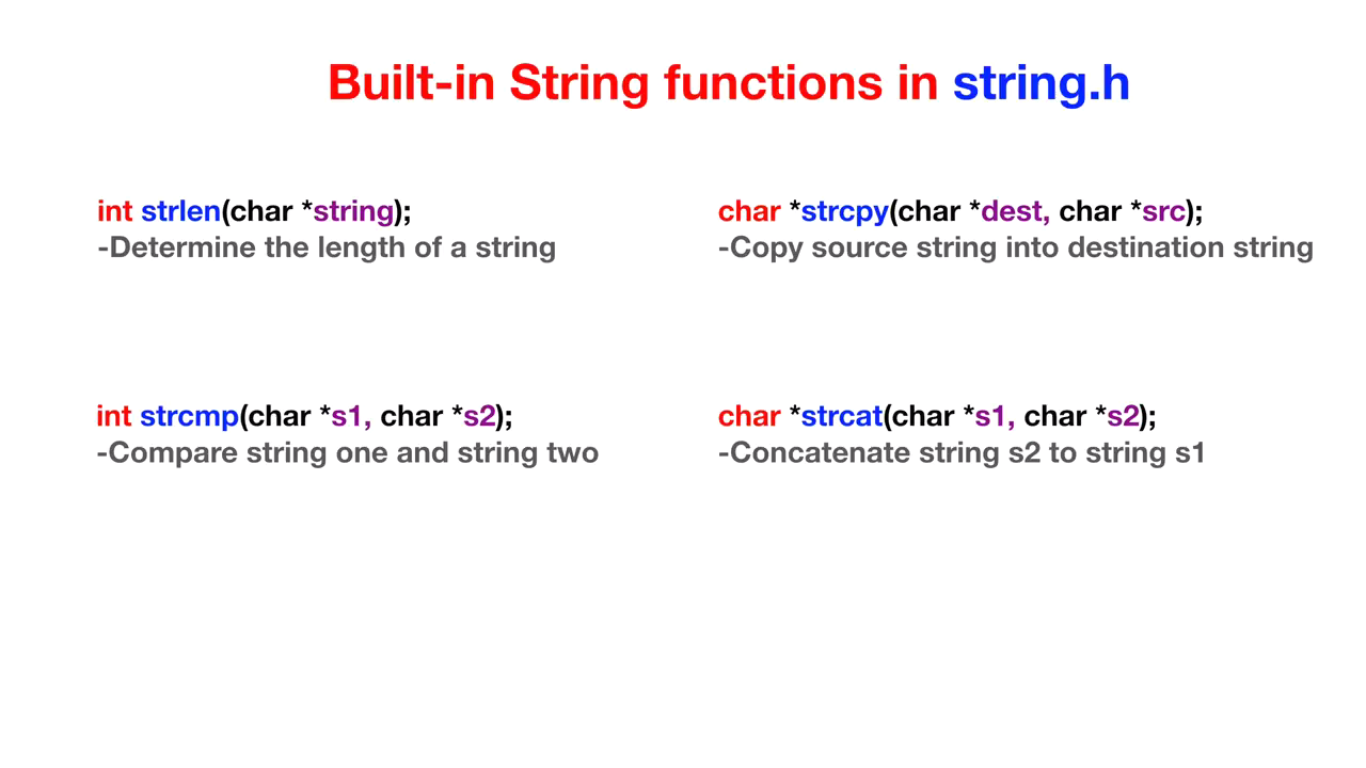 Built-in String functions in string.h
int strlen(char *string);
-Determine the length of a string
char *strcpy(char *dest, char *src);
-Copy source string into destination string
int strcmp(char *s1, char *s2);
-Compare string one and string two
char *strcat(char *s1, char *s2);
-Concatenate string s2 to string s1